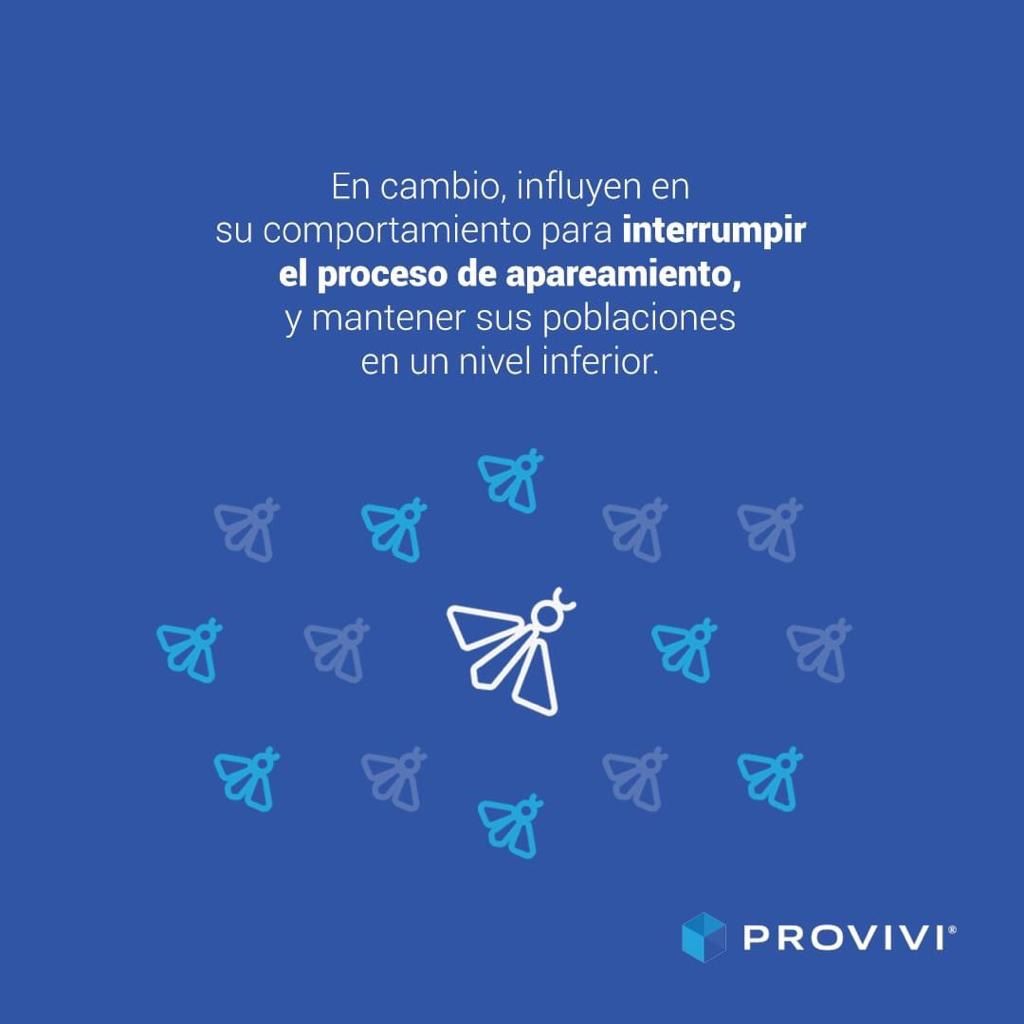 En cambio, influyen en
su comportamiento para interrumpir
el proceso de apareamiento,
y mantener sus poblaciones
en un nivel inferior.
PROVIVI®